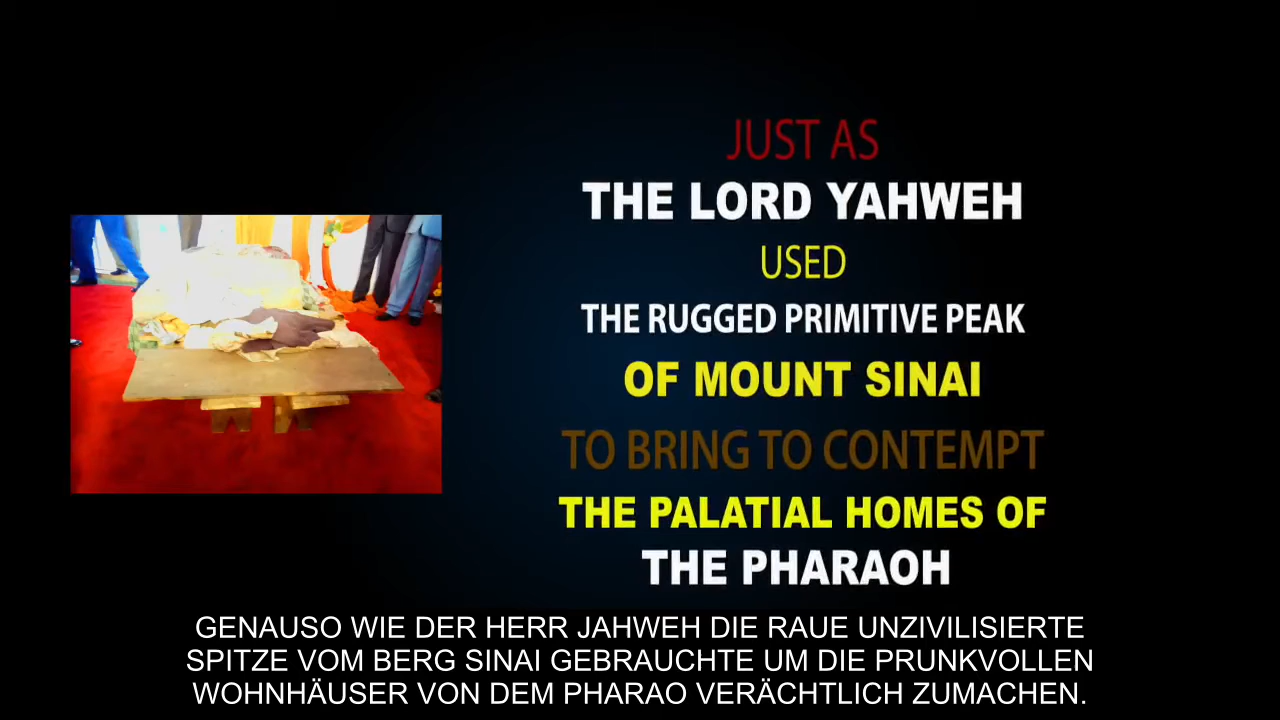 JUST AS
THE LORD YAHWEH
USED
THE RUGGED PRIMITIVE PEAK
OF MOUNT SINAI
TO BRING TO CONTEMPT
THE PALATIAL HOMES OF
THE PHARAOH
GENAUSO WIE DER HERR JAHWEH DIE RAUE UNZIVILISIERTE
SPITZE VOM BERG SINAI GEBRAUCHTE UM DIE PRUNKVOLLEN
WOHNHÄUSER VON DEM PHARAO VERÄCHTLICH ZUMACHEN.